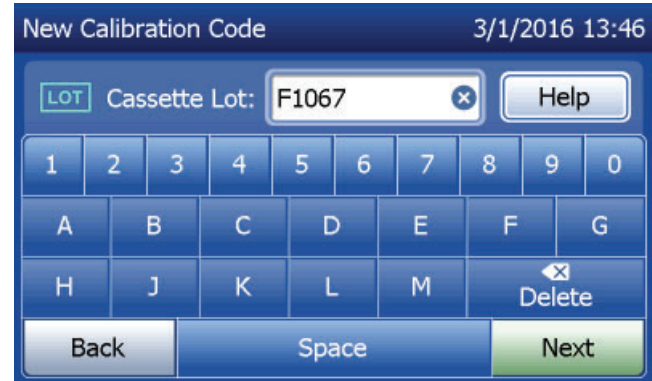 New Calibration Code 3/1/2016 13:46
LOT Cassette Lot: F1067 Help
1 2 3 4 5 6 7 8 9 0
A B C D E F G
H J K L M Delete
Back Space Next